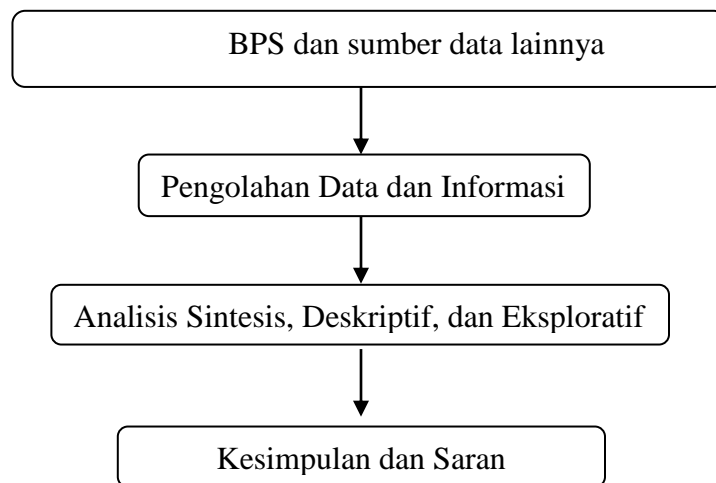 BPS dan sumber data lainnya
Pengolahan Data dan Informasi
Analisis Sintesis, Deskriptif, dan Eksploratif
Kesimpulan dan Saran